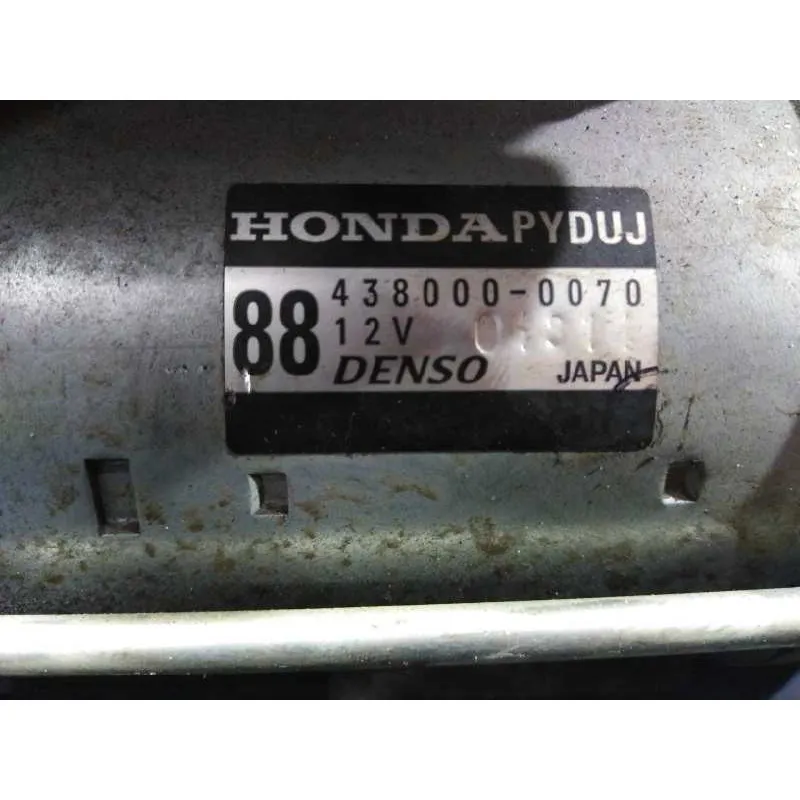 HONDA PYDUJ
88 438000-0070
12V
DENSO JAPAN